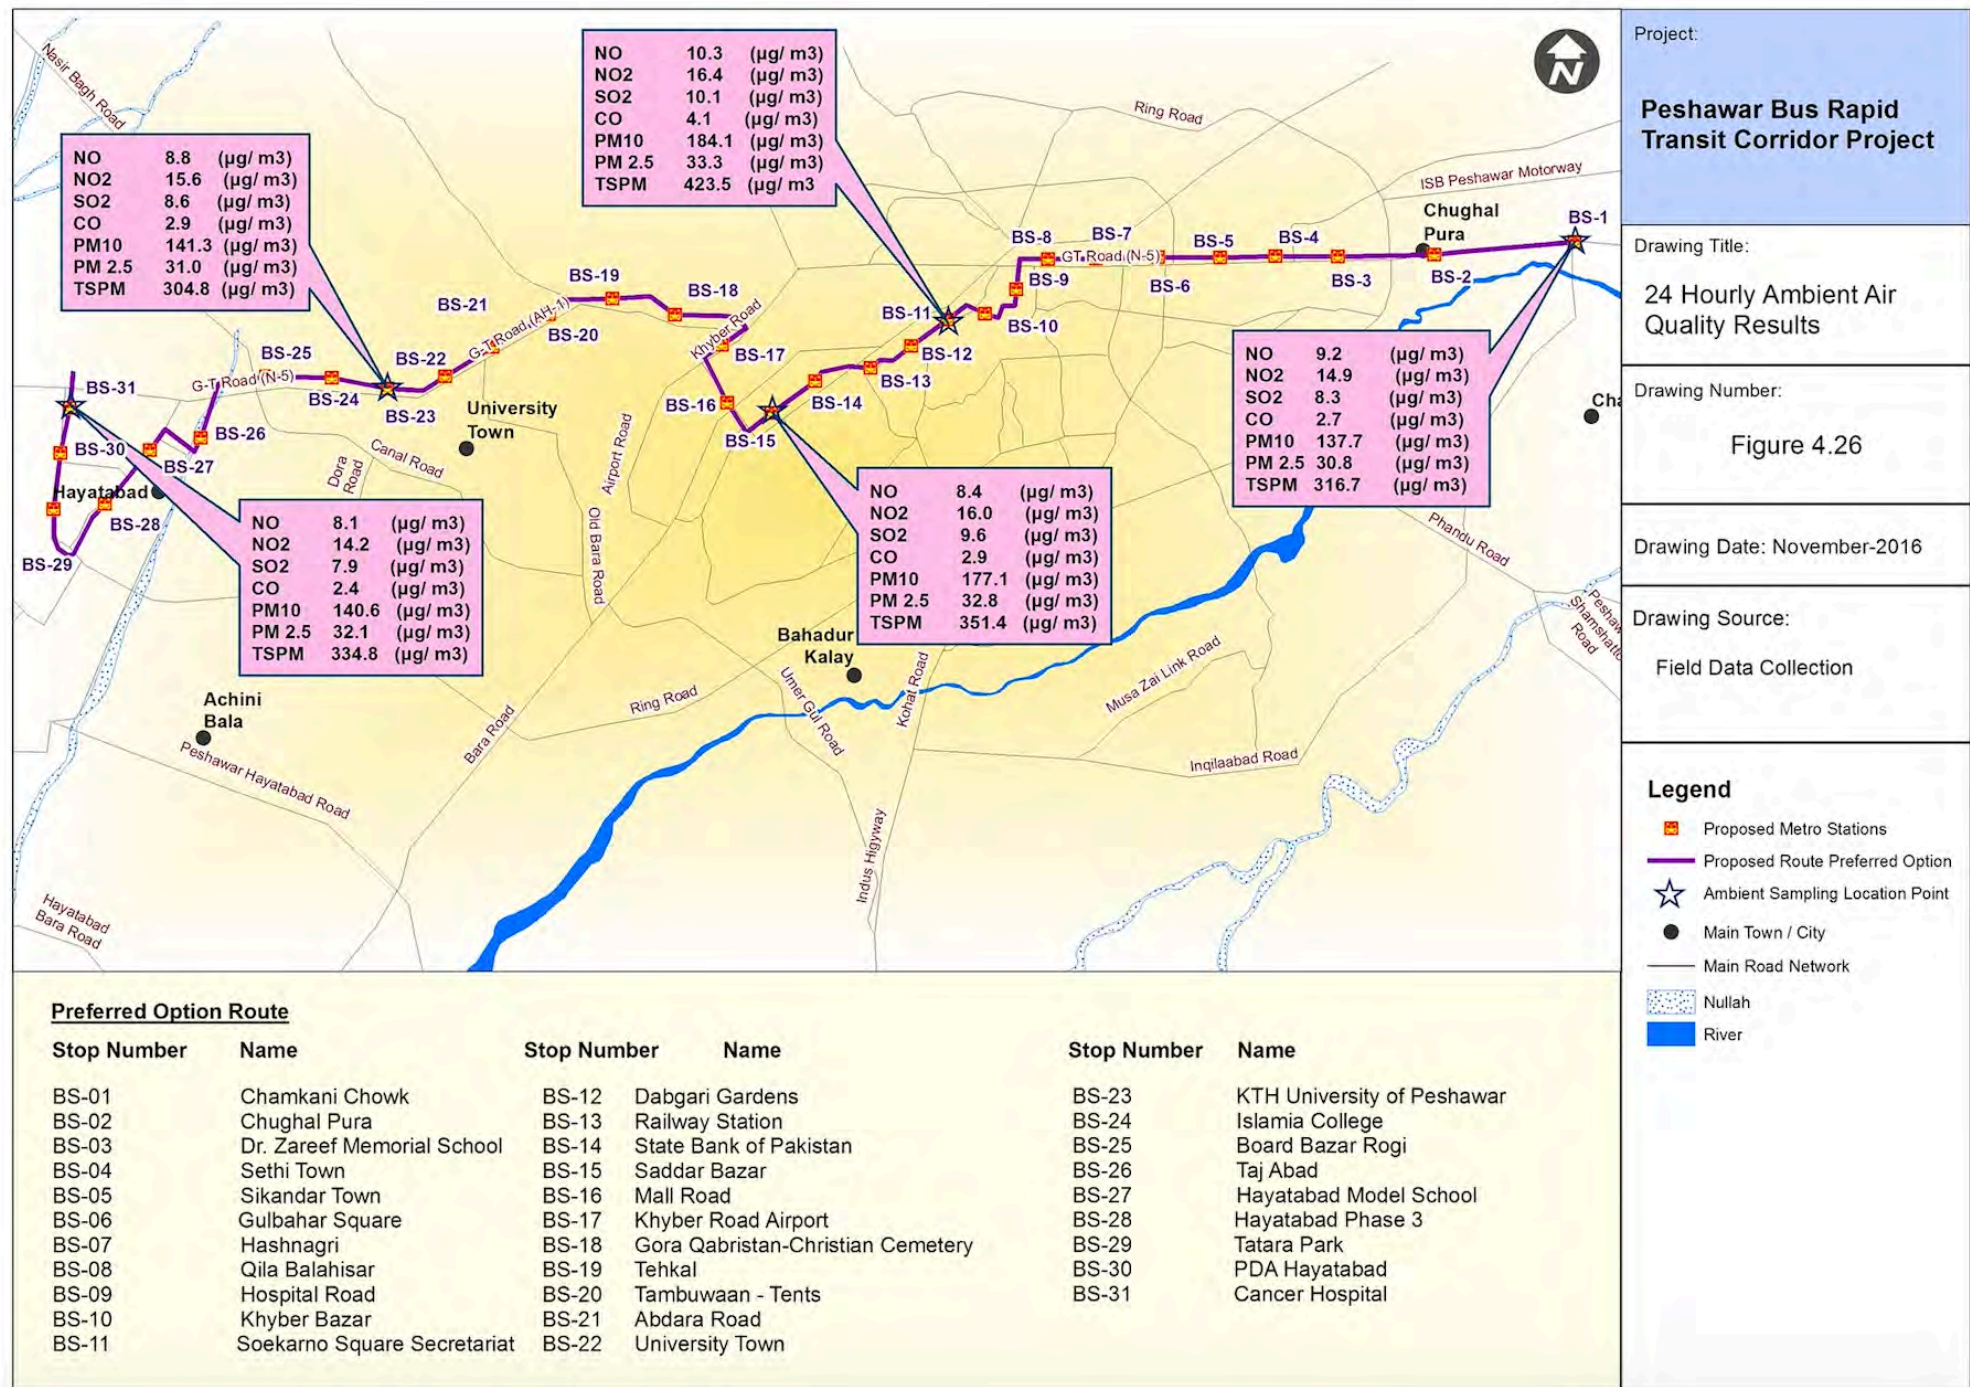 Nasir Bagh Road
NO 10.3 (µg/ m3)
NO2 16.4 (µg/ m3)
SO2 10.1 (µg/ m3)
CO 4.1 (µg/ m3)
PM10 184.1 (µg/ m3)
PM 2.5 33.3 (µg/ m3)
TSPM 423.5 (µg/ m3
N
Ring Road
NO 8.8 (µg/ m3)
NO2 15.6 (µg/ m3)
SO2 8.6 (µg/ m3)
CO 2.9 (µg/ m3)
PM10 141.3 (µg/ m3)
PM 2.5 31.0 (µg/ m3)
TSPM 304.8 (µg/ m3)
ISB Peshawar Motorway
Chughal
Pura
BS-1
BS-8
BS-7
BS-5
BS-4
GT Road (N-5)
BS-9
BS-6
BS-3
BS-2
BS-19
BS-18
BS-21
BS-20
G-T Road (AH-1)
Khyber Road
BS-17
BS-11
BS-10
BS-12
BS-13
BS-14
BS-16
BS-15
BS-25
BS-22
G-T Road (N-5)
BS-24
BS-23
BS-31
BS-30
BS-26
BS-27
Hayatabad
BS-28
BS-29
University
Town
Canal Road
Dora
Road
Airport Road
Old Bara Road
NO 9.2 (µg/ m3)
NO2 14.9 (µg/ m3)
SO2 8.3 (µg/ m3)
CO 2.7 (µg/ m3)
PM10 137.7 (µg/ m3)
PM 2.5 30.8 (µg/ m3)
TSPM 316.7 (µg/ m3)
Cha
NO 8.4 (µg/ m3)
NO2 16.0 (µg/ m3)
SO2 9.6 (µg/ m3)
CO 2.9 (µg/ m3)
PM10 177.1 (µg/ m3)
PM 2.5 32.8 (µg/ m3)
TSPM 351.4 (µg/ m3)
NO 8.1 (µg/ m3)
NO2 14.2 (µg/ m3)
SO2 7.9 (µg/ m3)
CO 2.4 (µg/ m3)
PM10 140.6 (µg/ m3)
PM 2.5 32.1 (µg/ m3)
TSPM 334.8 (µg/ m3)
Phandu Road
Peshaw
Shamshatto
Road
Bahadur
Kalay
Achini
Bala
Peshawar Hayatabad Road
Bara Road
Ring Road
Umer Gul Road
Kohat Road
Musa Zai Link Road
Inqilaabad Road
Indus Higyway
Hayatabad
Bara Road
Project:
Peshawar Bus Rapid
Transit Corridor Project
Drawing Title:
24 Hourly Ambient Air
Quality Results
Drawing Number:
Figure 4.26
Drawing Date: November-2016
Drawing Source:
Field Data Collection
Legend
Proposed Metro Stations
Proposed Route Preferred Option
Ambient Sampling Location Point
Main Town / City
Main Road Network
Nullah
River
Preferred Option Route
Stop Number Name
BS-01 Chamkani Chowk
BS-02 Chughal Pura
BS-03 Dr. Zareef Memorial School
BS-04 Sethi Town
BS-05 Sikandar Town
BS-06 Gulbahar Square
BS-07 Hashnagri
BS-08 Qila Balahisar
BS-09 Hospital Road
BS-10 Khyber Bazar
BS-11 Soekarno Square Secretariat
Stop Number Name
BS-12 Dabgari Gardens
BS-13 Railway Station
BS-14 State Bank of Pakistan
BS-15 Saddar Bazar
BS-16 Mall Road
BS-17 Khyber Road Airport
BS-18 Gora Qabristan-Christian Cemetery
BS-19 Tehkal
BS-20 Tambuwaan - Tents
BS-21 Abdara Road
BS-22 University Town
Stop Number Name
BS-23 KTH University of Peshawar
BS-24 Islamia College
BS-25 Board Bazar Rogi
BS-26 Taj Abad
BS-27 Hayatabad Model School
BS-28 Hayatabad Phase 3
BS-29 Tatara Park
BS-30 PDA Hayatabad
BS-31 Cancer Hospital